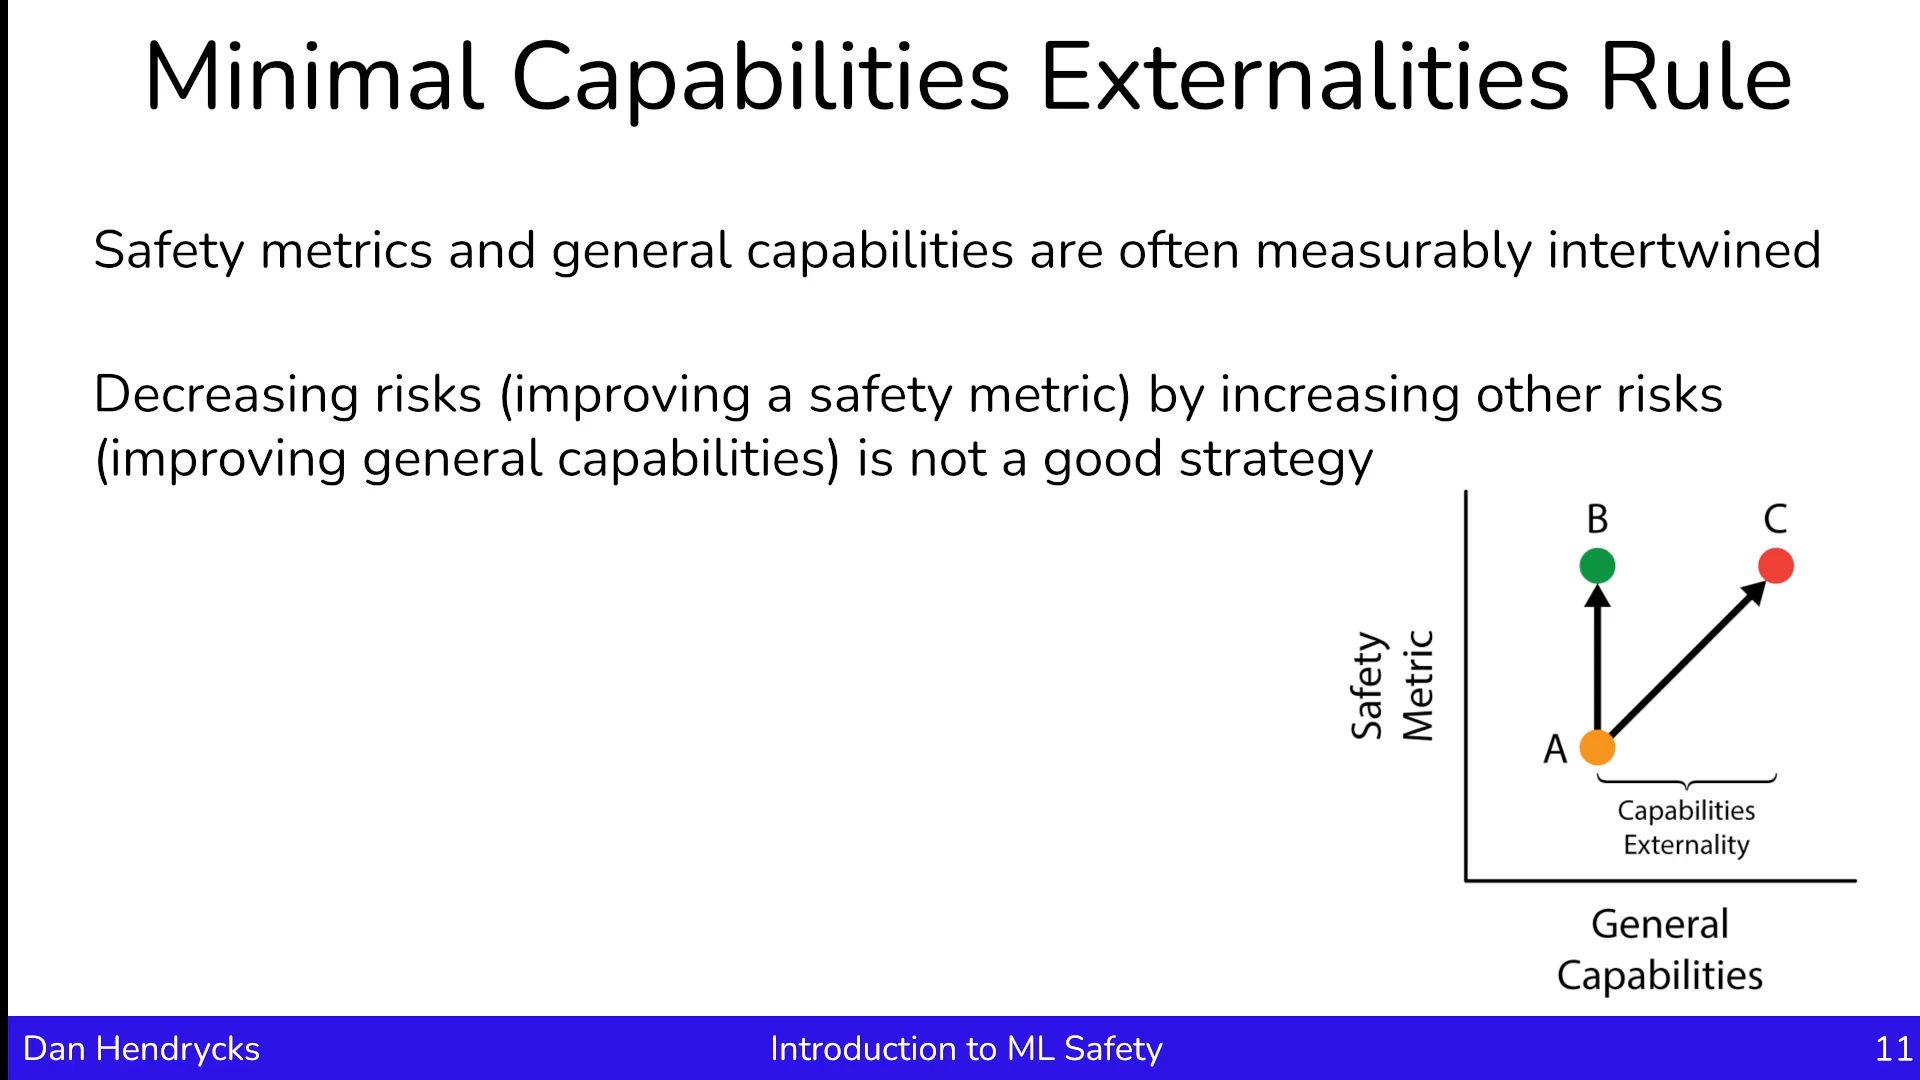 Minimal Capabilities Externalities Rule
Safety metrics and general capabilities are often measurably intertwined
Decreasing risks (improving a safety metric) by increasing other risks
(improving general capabilities) is not a good strategy
B
C
Safety
Metric
A
Capabilities
Externality
General
Capabilities
Dan Hendrycks
Introduction to ML Safety
11